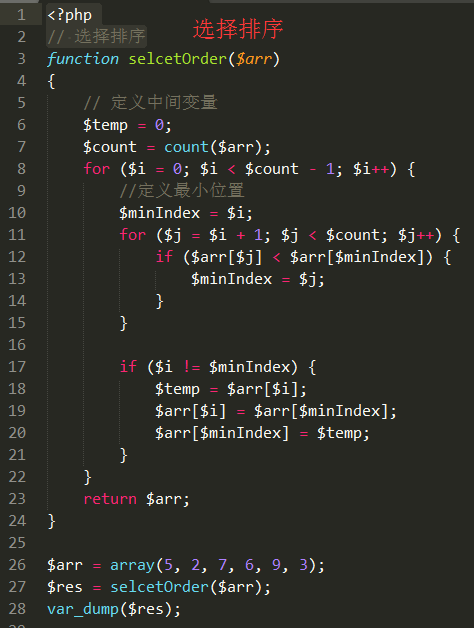 1 <?php
选择排序
2 // 选择排序
3 function selcetOrder($arr)
4 {
5 // 定义中间变量
6 $temp = 0;
7 $count = count($arr);
8 for ($i = 0; $i < $count - 1; $i++) {
9 //定义最小位置
10 $minIndex = $i;
11 for ($j = $i + 1; $j < $count; $j++) {
12 if ($arr[$j] < $arr[$minIndex]) {
13 $minIndex = $j;
14 }
15 }
16
17 if ($i != $minIndex) {
18 $temp = $arr[$i];
19 $arr[$i] = $arr[$minIndex];
20 $arr[$minIndex] = $temp;
21 }
22 }
23 return $arr;
24 }
25
26 $arr = array(5, 2, 7, 6, 9, 3);
27 $res = selcetOrder($arr);
28 var_dump($res);